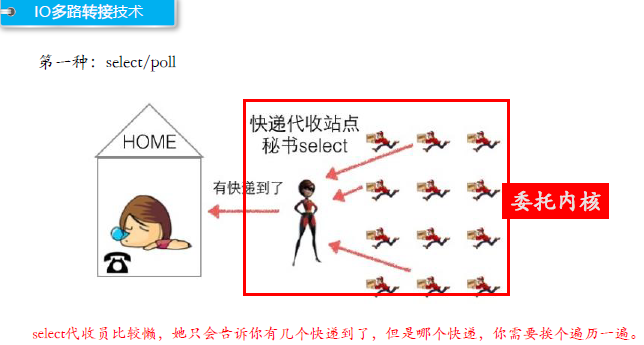 IO多路转接技术
第一种：select/poll
快递代收站点
秘书select
HOME
有快递到了
委托内核
select代收员比较懒，她只会告诉你有几个快递到了，但是哪个快递，你需要挨个遍历一遍。